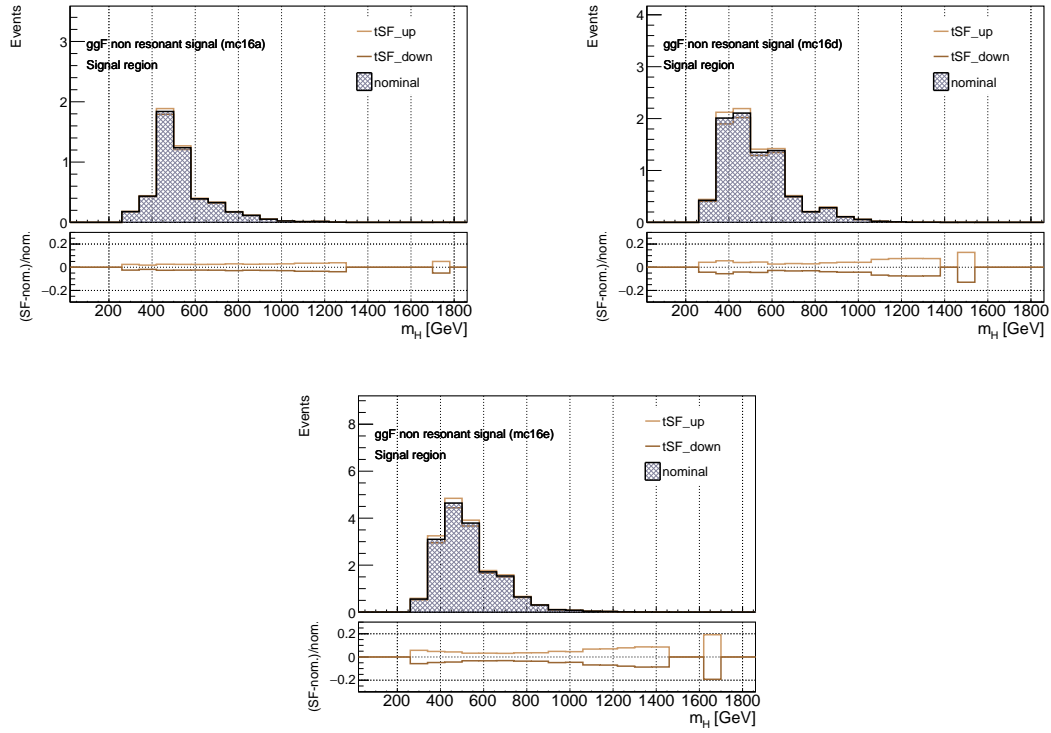 Events
3
2
1
0
ggF non resonant signal (mc16a)
Signal region
tSF_up
tSF_down
nominal
(SF-nom.)/nom.
0.2
0
−0.2
200 400 600 800 1000 1200 1400 1600 1800
m_H [GeV]
Events
4
3
2
1
0
ggF non resonant signal (mc16d)
Signal region
tSF_up
tSF_down
nominal
(SF-nom.)/nom.
0.2
0
−0.2
200 400 600 800 1000 1200 1400 1600 1800
m_H [GeV]
Events
8
6
4
2
0
ggF non resonant signal (mc16e)
Signal region
tSF_up
tSF_down
nominal
(SF-nom.)/nom.
0.2
0
−0.2
200 400 600 800 1000 1200 1400 1600 1800
m_H [GeV]